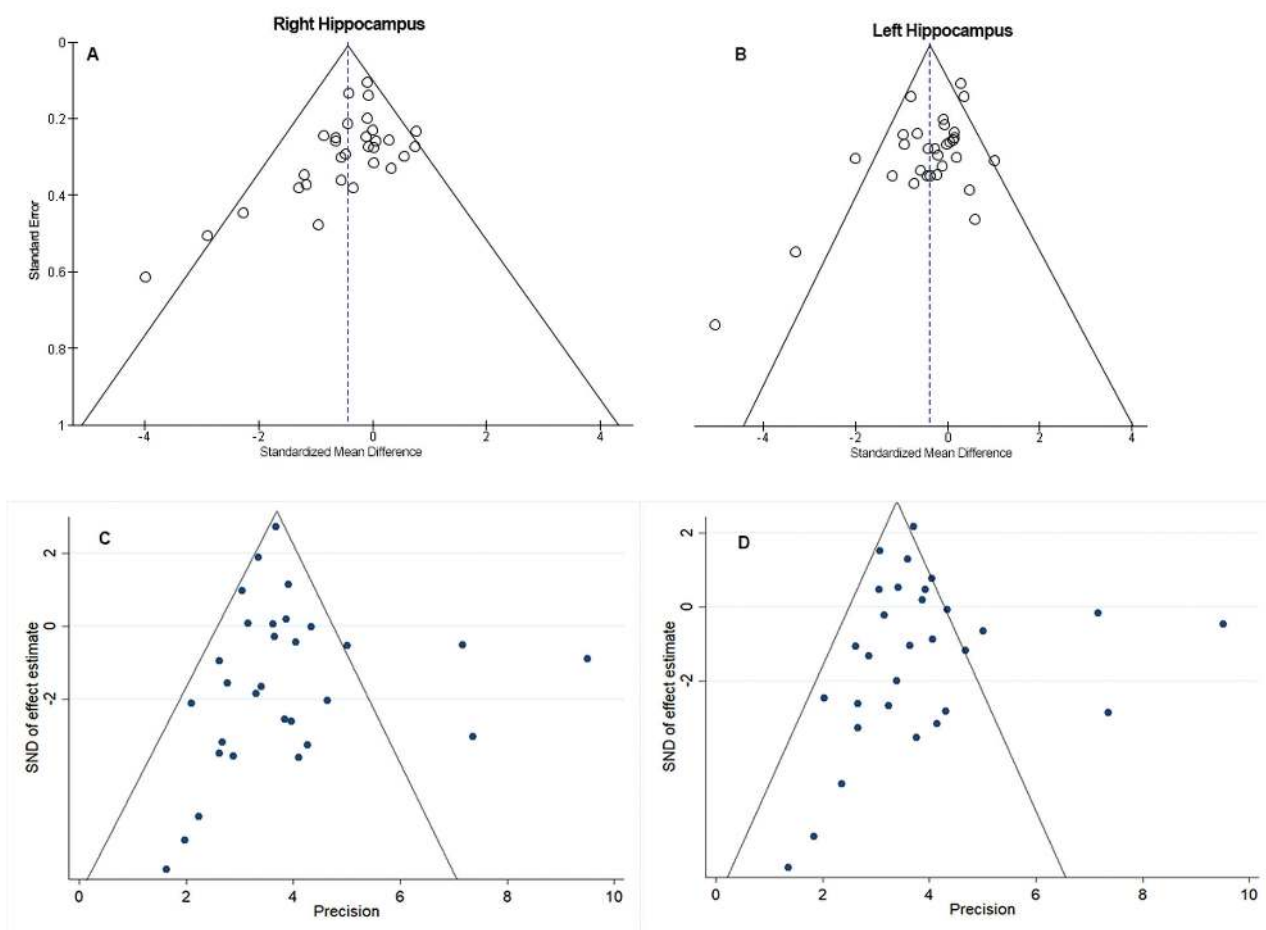 Right Hippocampus
A
Standard Error
0
0.2
0.4
0.6
0.8
1
-4 -2 0 2 4
Standardized Mean Difference
Left Hippocampus
B
-4 -2 0 2 4
Standardized Mean Difference
C
SND of effect estimate
2
0
-2
0 2 4 6 8 10
Precision
D
SND of effect estimate
2
0
-2
0 2 4 6 8 10
Precision